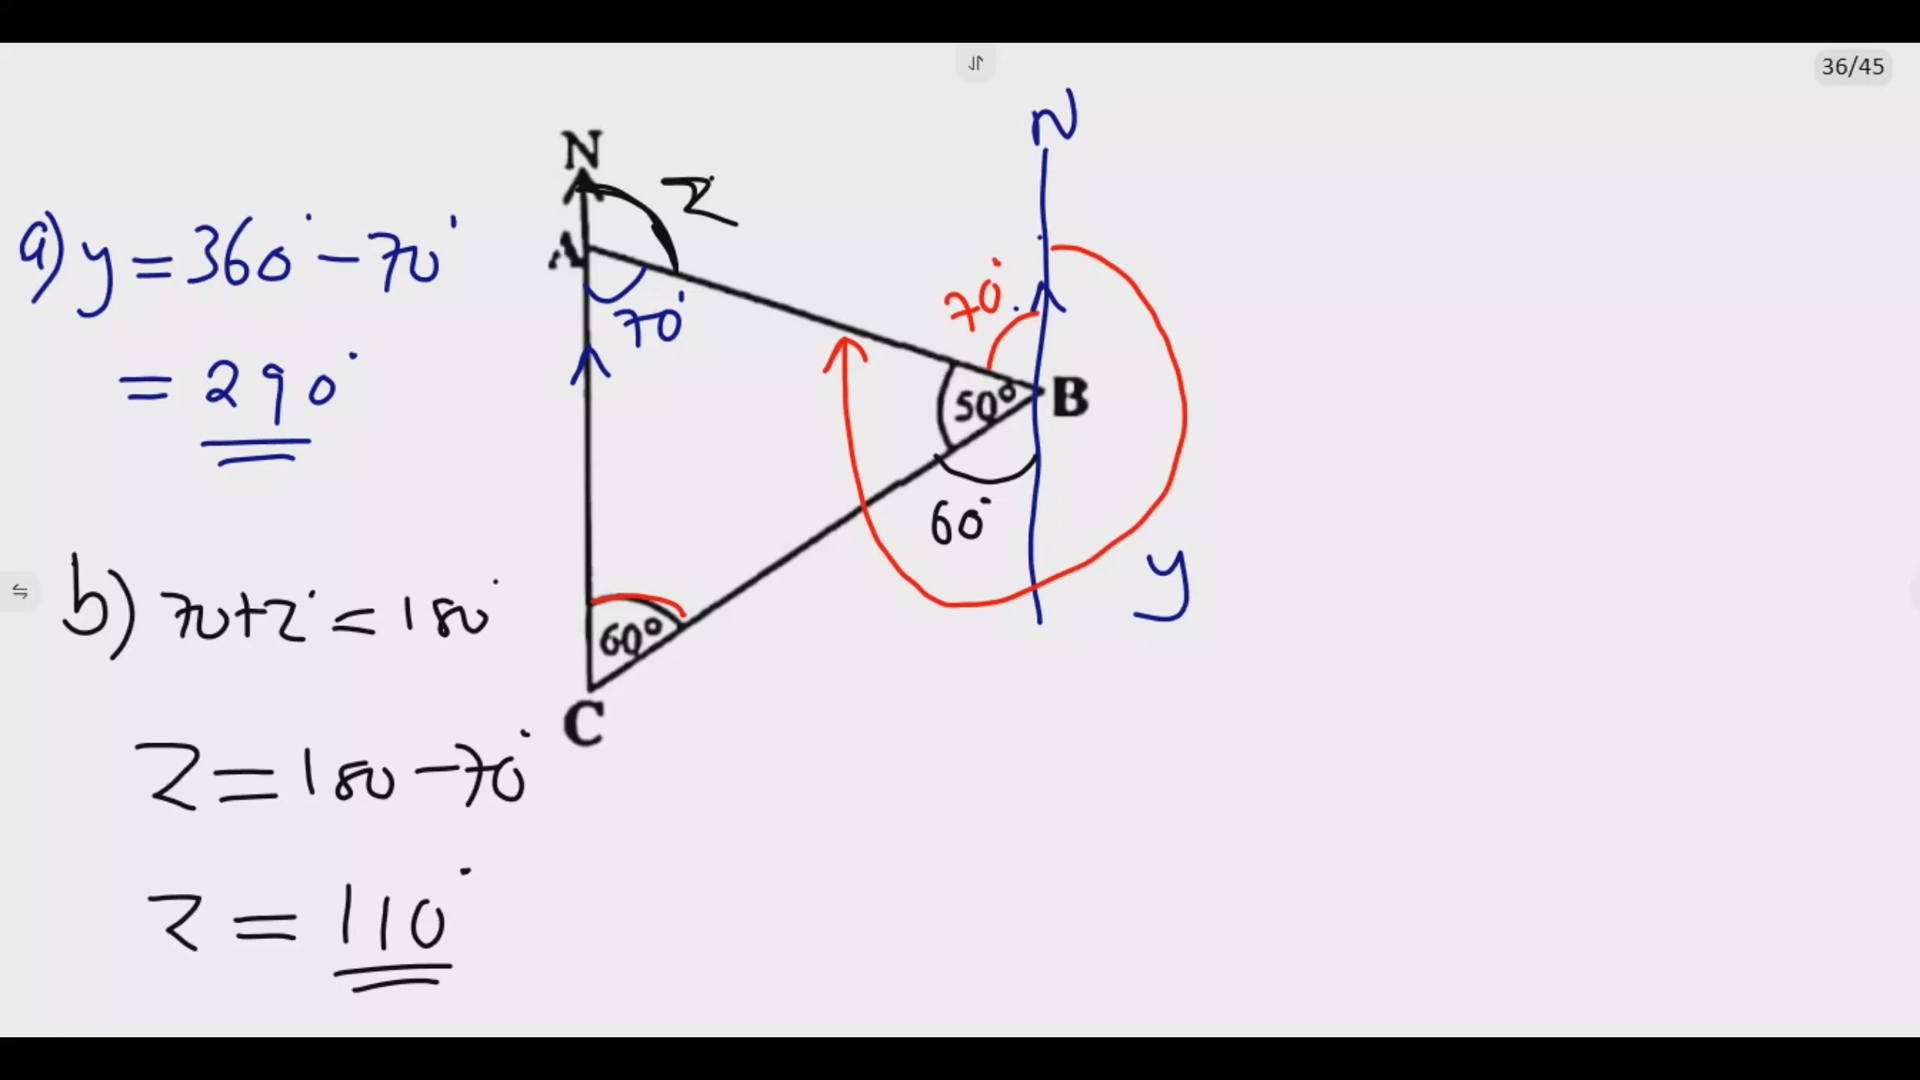 36/45
a) y = 360° - 70°
= 290°
b) 70+z° = 180°
z = 180 - 70°
z = 110°
N
A
z
70°
N
70°
50°
B
60°
y
60°
C